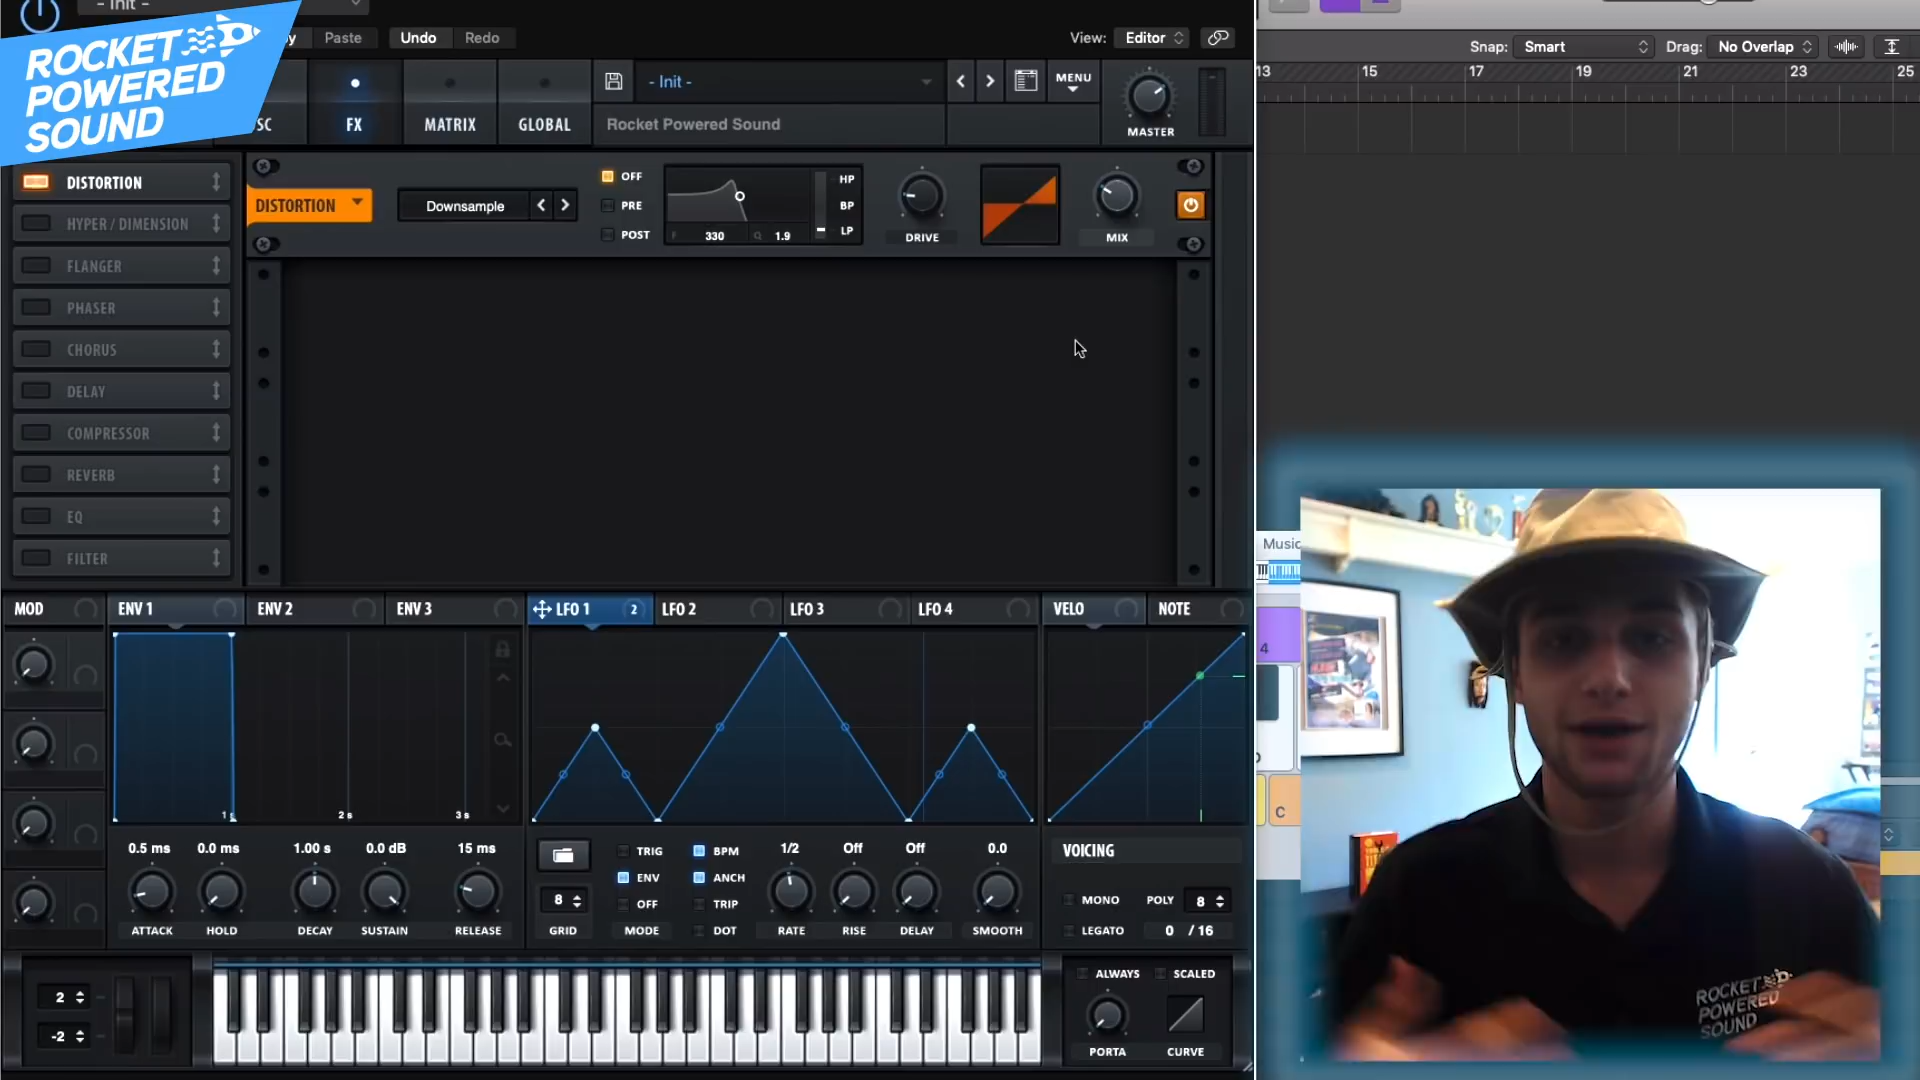 - Init -
ROCKET
POWERED
SOUND
Paste
Undo
Redo
View:
Editor
FX
MATRIX
GLOBAL
- Init -
Rocket Powered Sound
MENU
MASTER
Snap: Smart
Drag: No Overlap
13 15 17 19 21 23 25
DISTORTION
HYPER / DIMENSION
FLANGER
PHASER
CHORUS
DELAY
COMPRESSOR
REVERB
EQ
FILTER
DISTORTION
Downsample
OFF
PRE
POST
F 330 Q 1.9
HP
BP
LP
DRIVE
MIX
MOD
ENV 1
ENV 2
ENV 3
LFO 1 2
LFO 2
LFO 3
LFO 4
VELO
NOTE
2 s
3 s
0.5 ms
0.0 ms
1.00 s
0.0 dB
15 ms
ATTACK
HOLD
DECAY
SUSTAIN
RELEASE
8
GRID
TRIG
ENV
OFF
MODE
BPM
ANCH
TRIP
DOT
1/2
Off
Off
0.0
RATE
RISE
DELAY
SMOOTH
VOICING
MONO
POLY 8
LEGATO
0 / 16
2
-2
ALWAYS
SCALED
PORTA
CURVE
Music
4
C
ROCKET
POWERED
SOUND